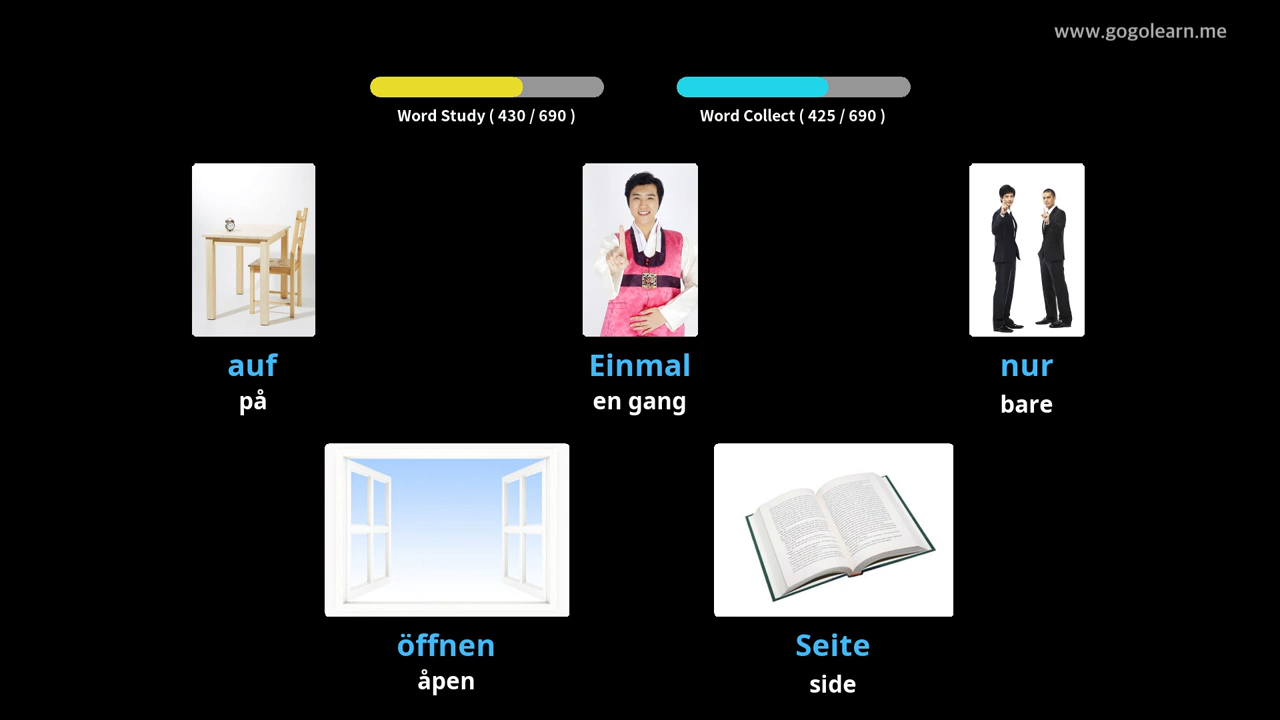 www.gogolearn.me
Word Study ( 430 / 690 )
Word Collect ( 425 / 690 )
auf
på
Einmal
en gang
nur
bare
öffnen
åpen
Seite
side